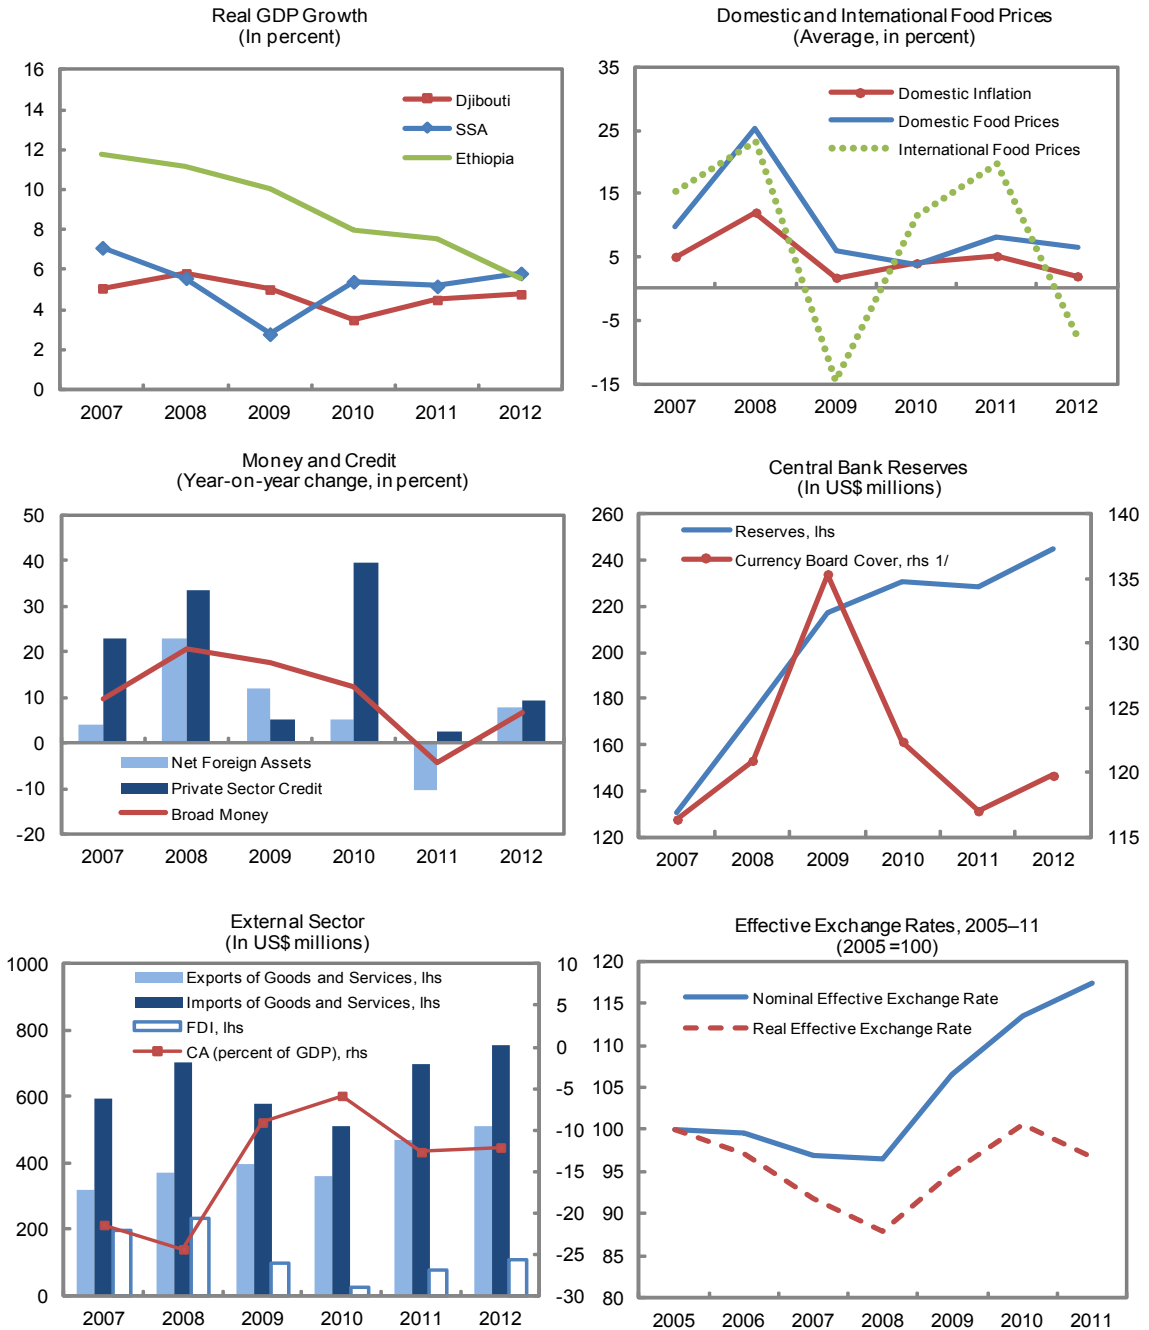 Real GDP Growth
(In percent)
16
14
12
10
8
6
4
2
0
Djibouti
SSA
Ethiopia
2007 2008 2009 2010 2011 2012
Domestic and International Food Prices
(Average, in percent)
35
25
15
5
-5
-15
Domestic Inflation
Domestic Food Prices
International Food Prices
2007 2008 2009 2010 2011 2012
Money and Credit
(Year-on-year change, in percent)
50
40
30
20
10
0
-10
-20
Net Foreign Assets
Private Sector Credit
Broad Money
2007 2008 2009 2010 2011 2012
Central Bank Reserves
(In US$ millions)
260
240
220
200
180
160
140
120
Reserves, lhs
Currency Board Cover, rhs 1/
140
135
130
125
120
115
2007 2008 2009 2010 2011 2012
External Sector
(In US$ millions)
1000
800
600
400
200
0
Exports of Goods and Services, lhs
Imports of Goods and Services, lhs
FDI, lhs
CA (percent of GDP), rhs
10
5
0
-5
-10
-15
-20
-25
-30
2007 2008 2009 2010 2011 2012
Effective Exchange Rates, 2005–11
(2005 =100)
120
115
110
105
100
95
90
85
80
Nominal Effective Exchange Rate
Real Effective Exchange Rate
2005 2006 2007 2008 2009 2010 2011